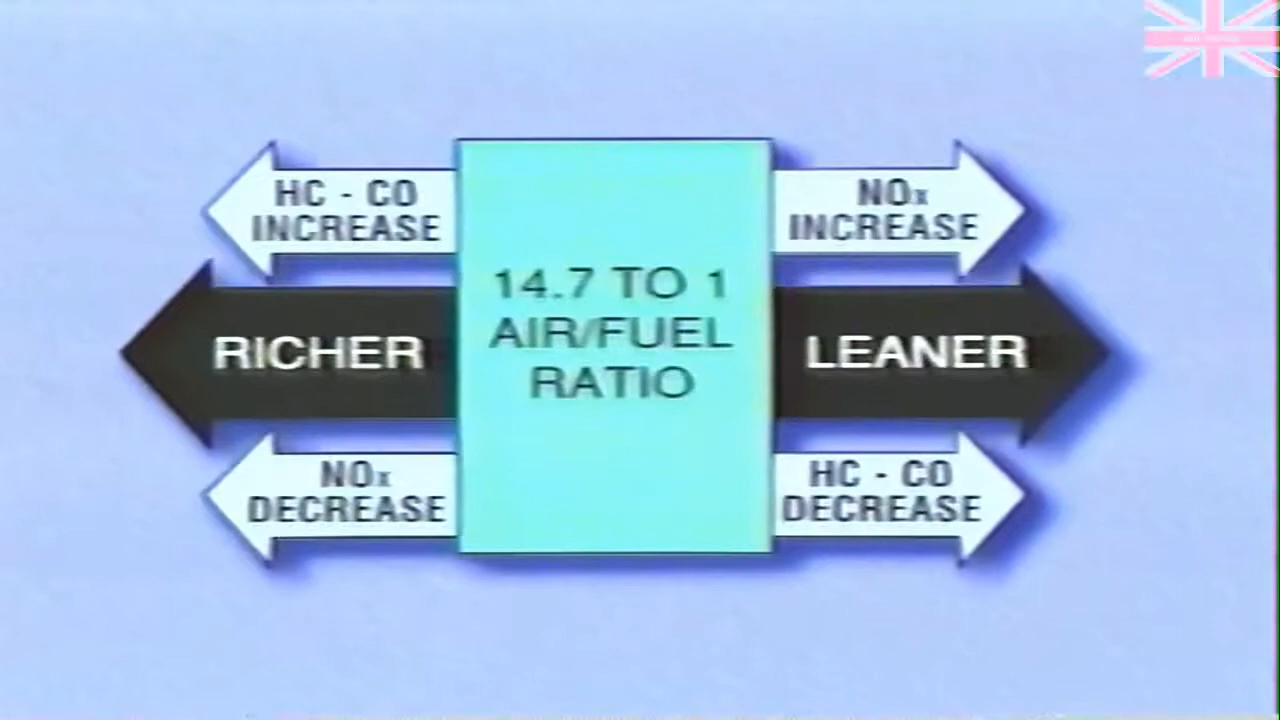 HC - CO
INCREASE
NOx
INCREASE
14.7 TO 1
AIR/FUEL
RATIO
RICHER
LEANER
NOx
DECREASE
HC - CO
DECREASE